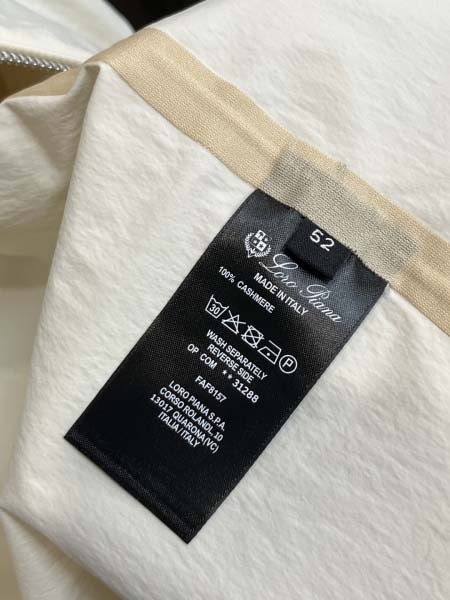 52
Loro Piana
MADE IN ITALY
100% CASHMERE
30 P
WASH SEPARATELY
REVERSE SIDE
OP COM **31288
FAF8157
LORO PIANA S.P.A.
CORSO ROLANDI, 10
13017 QUARONA(VC)
ITALIA/ITALY